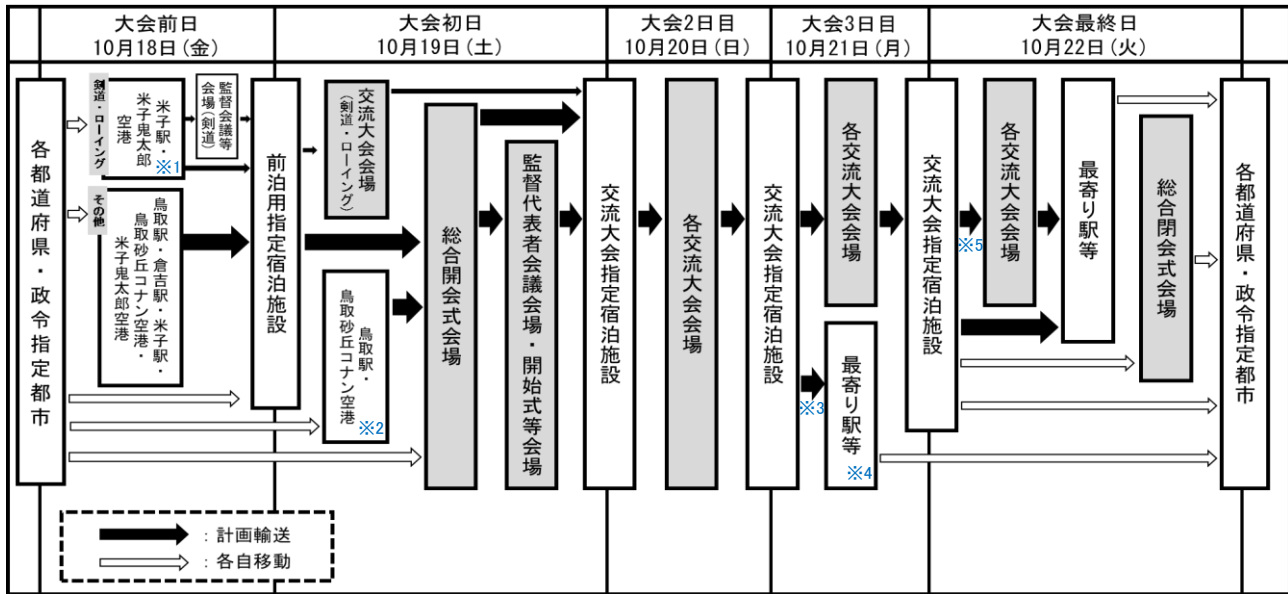 大会前日
10月18日(金)
大会初日
10月19日(土)
大会2日目
10月20日(日)
大会3日目
10月21日(月)
大会最終日
10月22日(火)
各都道府県・政令指定都市
剣道・ローイング
米子駅・
米子鬼太郎
空港
※1
監督会議等
会場(剣道)
その他
鳥取駅・倉吉駅・米子駅・
鳥取砂丘コナン空港・
米子鬼太郎空港
前泊用指定宿泊施設
交流大会会場
(剣道・ローイング)
鳥取駅・
鳥取砂丘コナン空港
※2
総合開会式会場
監督代表者会議会場・開始式等会場
交流大会指定宿泊施設
各交流大会会場
交流大会指定宿泊施設
※3
各交流大会会場
最寄り駅等
※4
交流大会指定宿泊施設
※5
各交流大会会場
最寄り駅等
総合閉会式会場
各都道府県・政令指定都市
:計画輸送
:各自移動